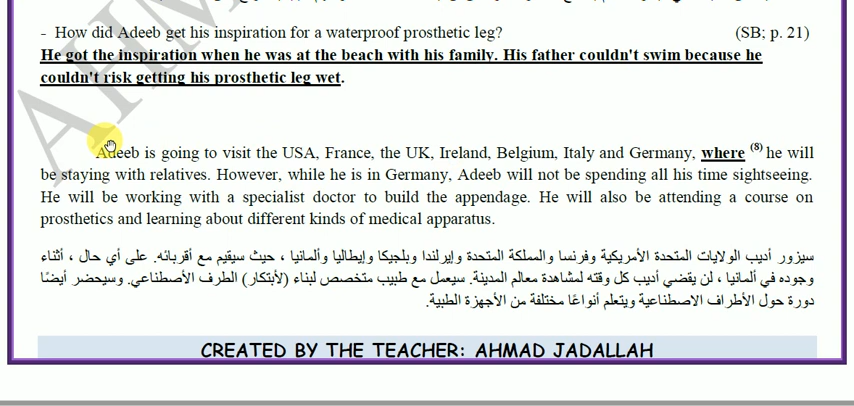 - How did Adeeb get his inspiration for a waterproof prosthetic leg? (SB; p. 21)
He got the inspiration when he was at the beach with his family. His father couldn't swim because he
couldn't risk getting his prosthetic leg wet.
Adeeb is going to visit the USA, France, the UK, Ireland, Belgium, Italy and Germany, where (8) he will
be staying with relatives. However, while he is in Germany, Adeeb will not be spending all his time sightseeing.
He will be working with a specialist doctor to build the appendage. He will also be attending a course on
prosthetics and learning about different kinds of medical apparatus.
سيزور أديب الولايات المتحدة الأمريكية وفرنسا والمملكة المتحدة وإيرلندا وبلجيكا وإيطاليا وألمانيا ، حيث سيقيم مع أقربائه. على أي حال ، أثناء
وجوده في ألمانيا ، لن يقضي أديب كل وقته لمشاهدة معالم المدينة. سيعمل مع طبيب متخصص لبناء (لأبتكار) الطرف الأصطناعي. وسيحضر أيضًا
دورة حول الأطراف الاصطناعية ويتعلم أنواعًا مختلفة من الأجهزة الطبية.
CREATED BY THE TEACHER: AHMAD JADALLAH